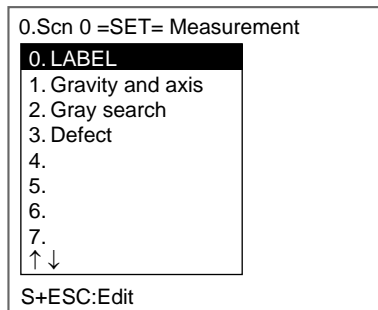 0.Scn 0 =SET= Measurement
0. LABEL
1. Gravity and axis
2. Gray search
3. Defect
4.
5.
6.
7.
↑↓
S+ESC:Edit